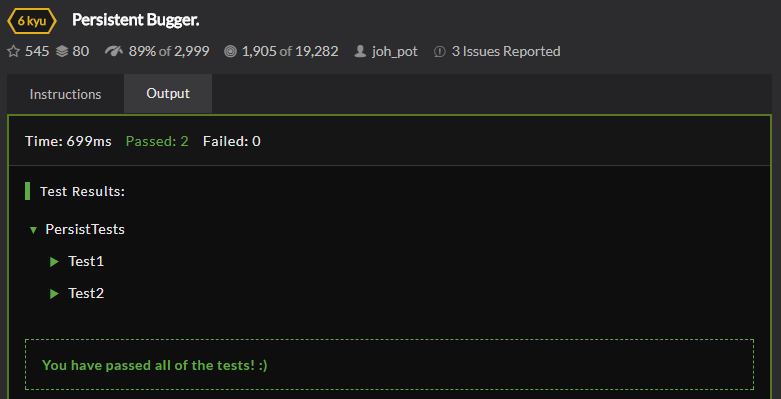 6 kyu Persistent Bugger.
545 80 89% of 2,999 1,905 of 19,282 joh_pot 3 Issues Reported
Instructions Output
Time: 699ms Passed: 2 Failed: 0
Test Results:
PersistTests
Test1
Test2
You have passed all of the tests! :)